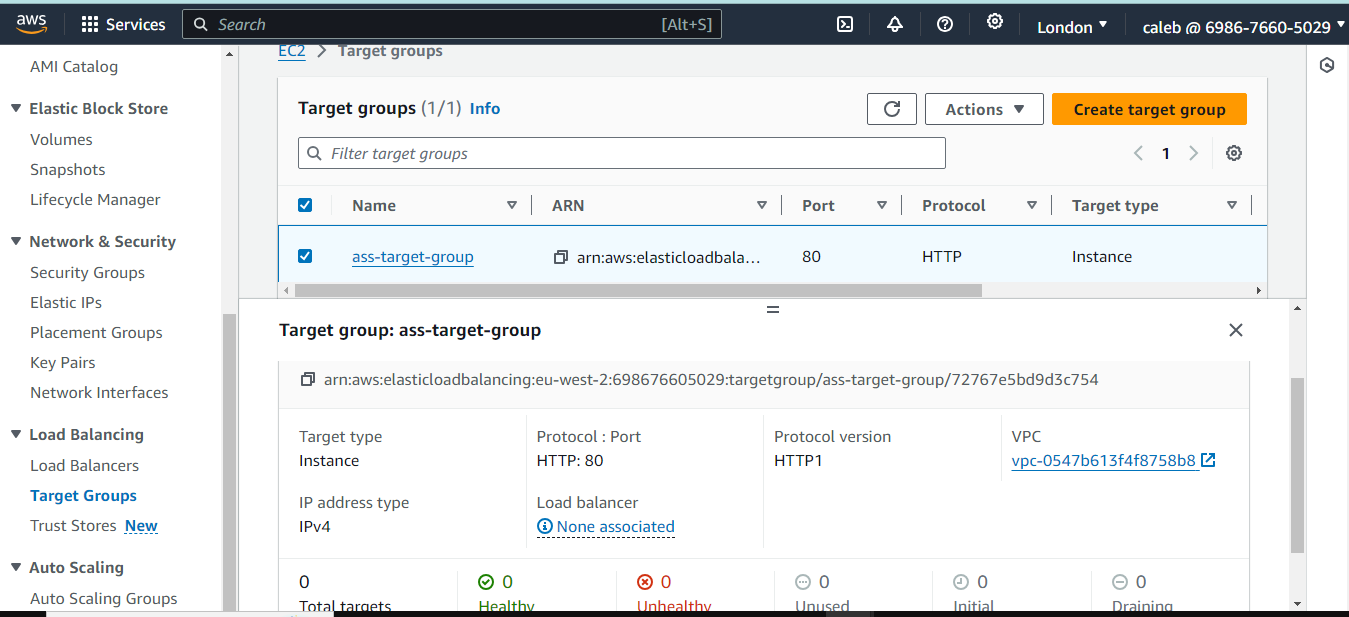 aws
Services
Search
[Alt+S]
London
caleb @ 6986-7660-5029
AMI Catalog
Elastic Block Store
Volumes
Snapshots
Lifecycle Manager
Network & Security
Security Groups
Elastic IPs
Placement Groups
Key Pairs
Network Interfaces
Load Balancing
Load Balancers
Target Groups
Trust Stores New
Auto Scaling
Auto Scaling Groups
EC2 > Target groups
Target groups (1/1) Info
Actions
Create target group
Filter target groups
1
Name ARN Port Protocol Target type
ass-target-group arn:aws:elasticloadbala... 80 HTTP Instance
Target group: ass-target-group
arn:aws:elasticloadbalancing:eu-west-2:698676605029:targetgroup/ass-target-group/72767e5bd9d3c754
Target type
Instance
Protocol : Port
HTTP: 80
Protocol version
HTTP1
VPC
vpc-0547b613f4f8758b8
IP address type
IPv4
Load balancer
None associated
0
Total targets
0
Healthy
0
Unhealthy
0
Unused
0
Initial
0
Draining